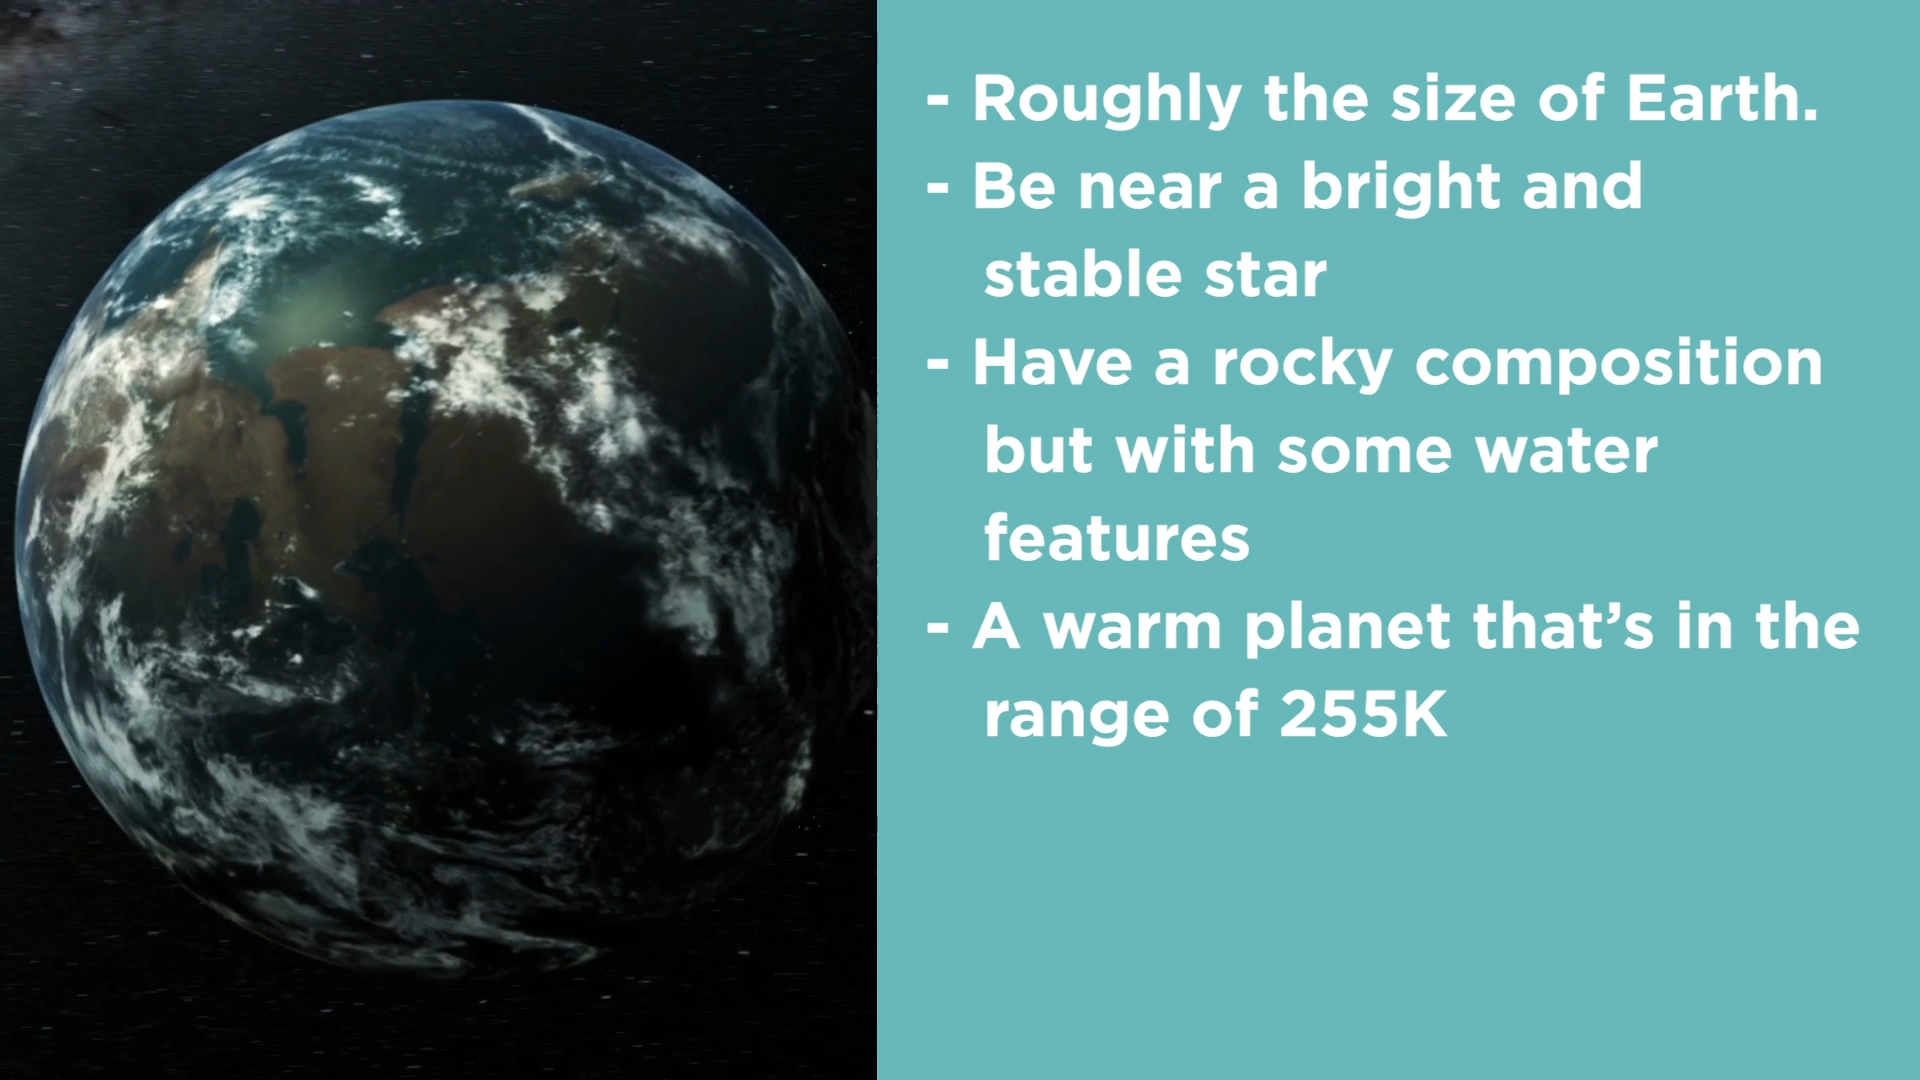 - Roughly the size of Earth.
- Be near a bright and
stable star
- Have a rocky composition
but with some water
features
- A warm planet that’s in the
range of 255K